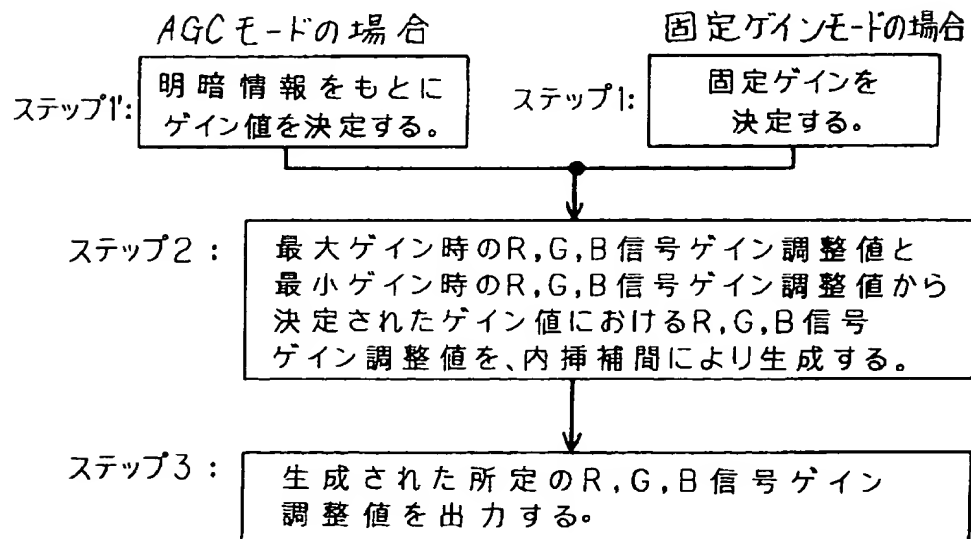 AGCモードの場合
固定ゲインモードの場合
ステップ1':
明暗情報をもとに
ゲイン値を決定する。
ステップ1:
固定ゲインを
決定する。
ステップ2:
最大ゲイン時のR,G,B信号ゲイン調整値と
最小ゲイン時のR,G,B信号ゲイン調整値から
決定されたゲイン値におけるR,G,B信号
ゲイン調整値を、内挿補間により生成する。
ステップ3:
生成された所定のR,G,B信号ゲイン
調整値を出力する。